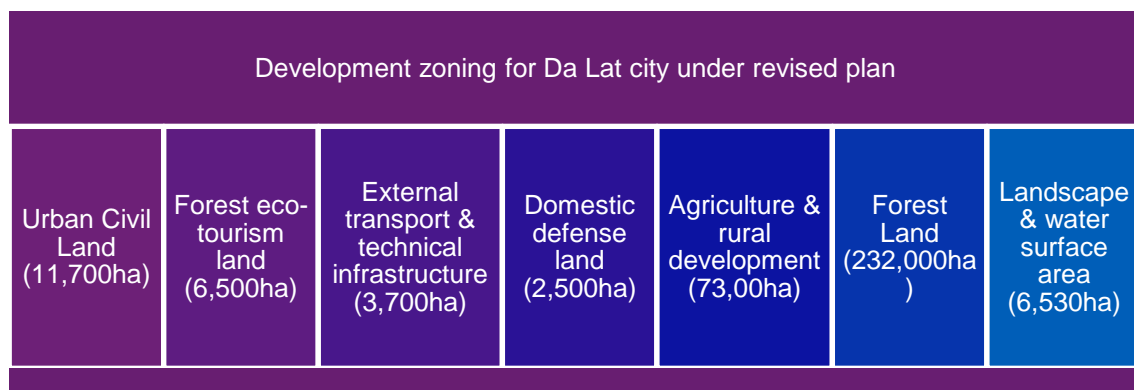 Development zoning for Da Lat city under revised plan
Urban Civil
Land
(11,700ha)
Forest eco-
tourism
land
(6,500ha)
External
transport &
technical
infrastructure
(3,700ha)
Domestic
defense
land
(2,500ha)
Agriculture &
rural
development
(73,00ha)
Forest
Land
(232,000ha
)
Landscape
& water
surface
area
(6,530ha)